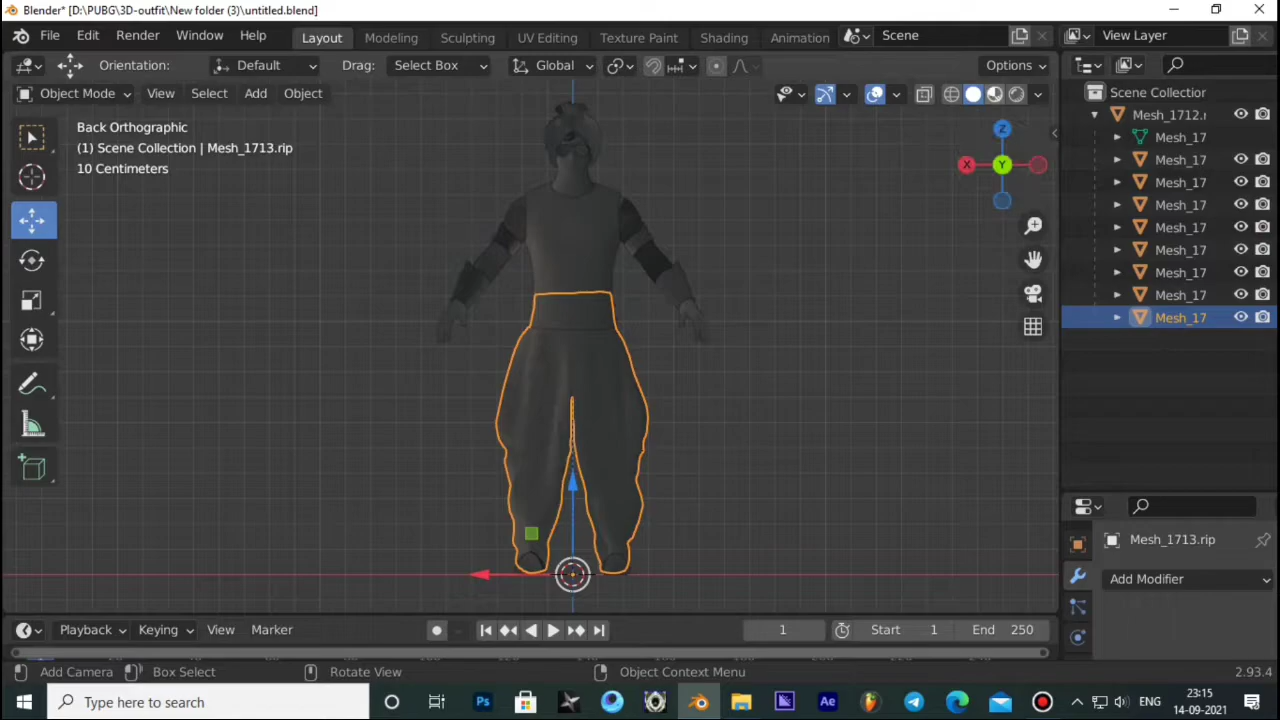 Blender* [D:\PUBG\3D-outfit\New folder (3)\untitled.blend]
File Edit Render Window Help Layout Modeling Sculpting UV Editing Texture Paint Shading Animation Scene View Layer
Orientation: Default Drag: Select Box Global Options
Object Mode View Select Add Object
Back Orthographic
(1) Scene Collection | Mesh_1713.rip
10 Centimeters
Z
X
Y
Scene Collection
Mesh_1712.r
Mesh_17
Mesh_17
Mesh_17
Mesh_17
Mesh_17
Mesh_17
Mesh_17
Mesh_17
Mesh_17
Mesh_1713.rip
Add Modifier
Playback Keying View Marker 1 Start 1 End 250
Add Camera Box Select Rotate View Object Context Menu 2.93.4
Type here to search Ps Ae ENG 23:15
14-09-2021